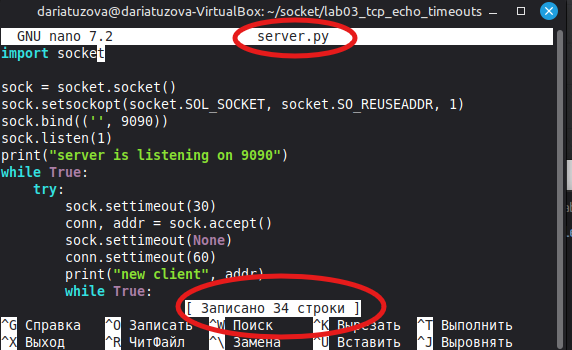 dariatuzova@dariatuzova-VirtualBox:~/socket/lab03_tcp_echo_timeouts
GNU nano 7.2 server.py
import socket
sock = socket.socket()
sock.setsockopt(socket.SOL_SOCKET, socket.SO_REUSEADDR, 1)
sock.bind(('', 9090))
sock.listen(1)
print("server is listening on 9090")
while True:
    try:
        sock.settimeout(30)
        conn, addr = sock.accept()
        sock.settimeout(None)
        conn.settimeout(60)
        print("new client", addr)
        while True:
[ Записано 34 строки ]
^G Справка ^O Записать ^W Поиск ^K Вырезать ^T Выполнить
^X Выход ^R ЧитФайл ^\ Замена ^U Вставить ^J Выровнять